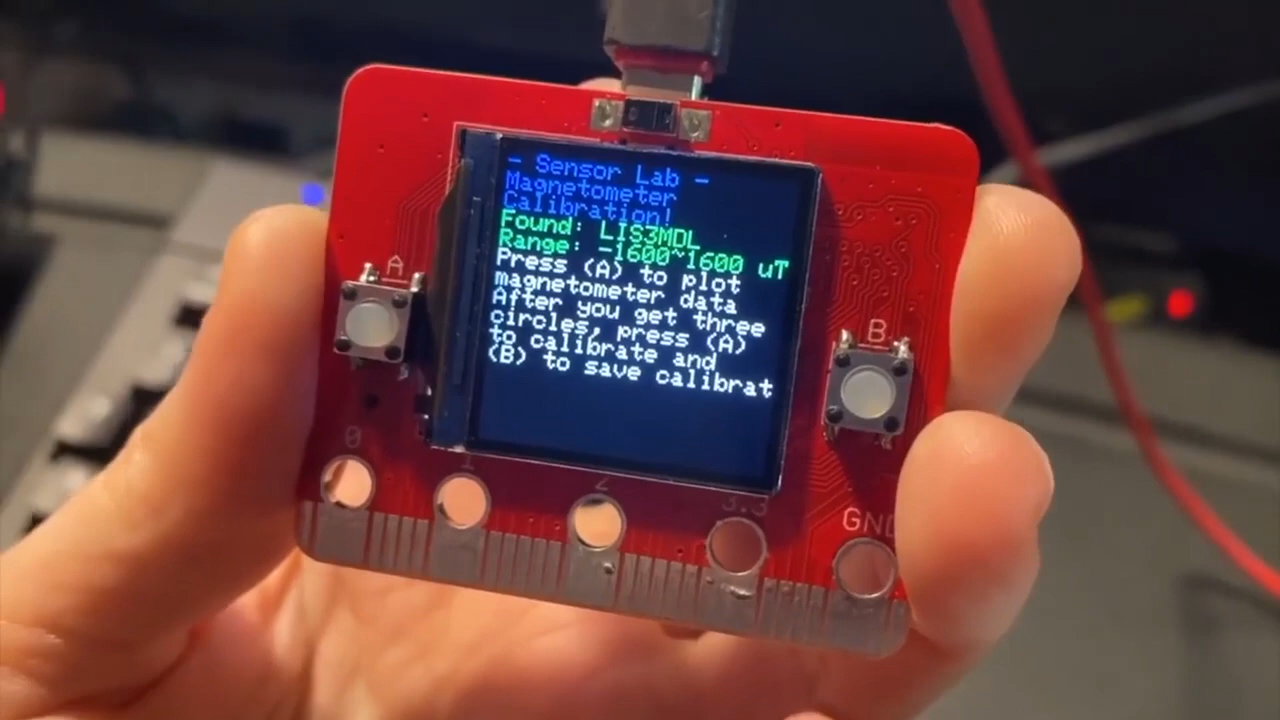 - Sensor Lab -
Magnetometer
Calibration!
Found: LIS3MDL
Range: -1600~1600 uT
Press (A) to plot
magnetometer data
After you get three
circles, press (A)
to calibrate and
(B) to save calibrat
A
B
0
1
2
3.3
GND